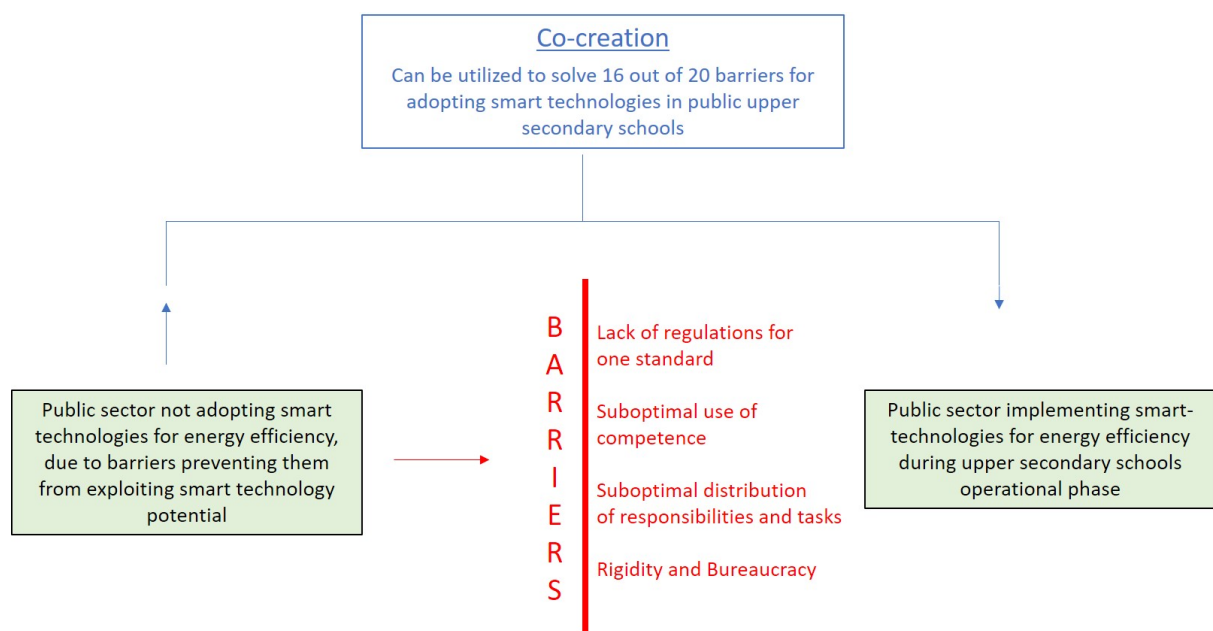 Co-creation
Can be utilized to solve 16 out of 20 barriers for
adopting smart technologies in public upper
secondary schools
Public sector not adopting smart
technologies for energy efficiency,
due to barriers preventing them
from exploiting smart technology
potential
BARRIERS
Lack of regulations for
one standard
Suboptimal use of
competence
Suboptimal distribution
of responsibilities and tasks
Rigidity and Bureaucracy
Public sector implementing smart-
technologies for energy efficiency
during upper secondary schools
operational phase